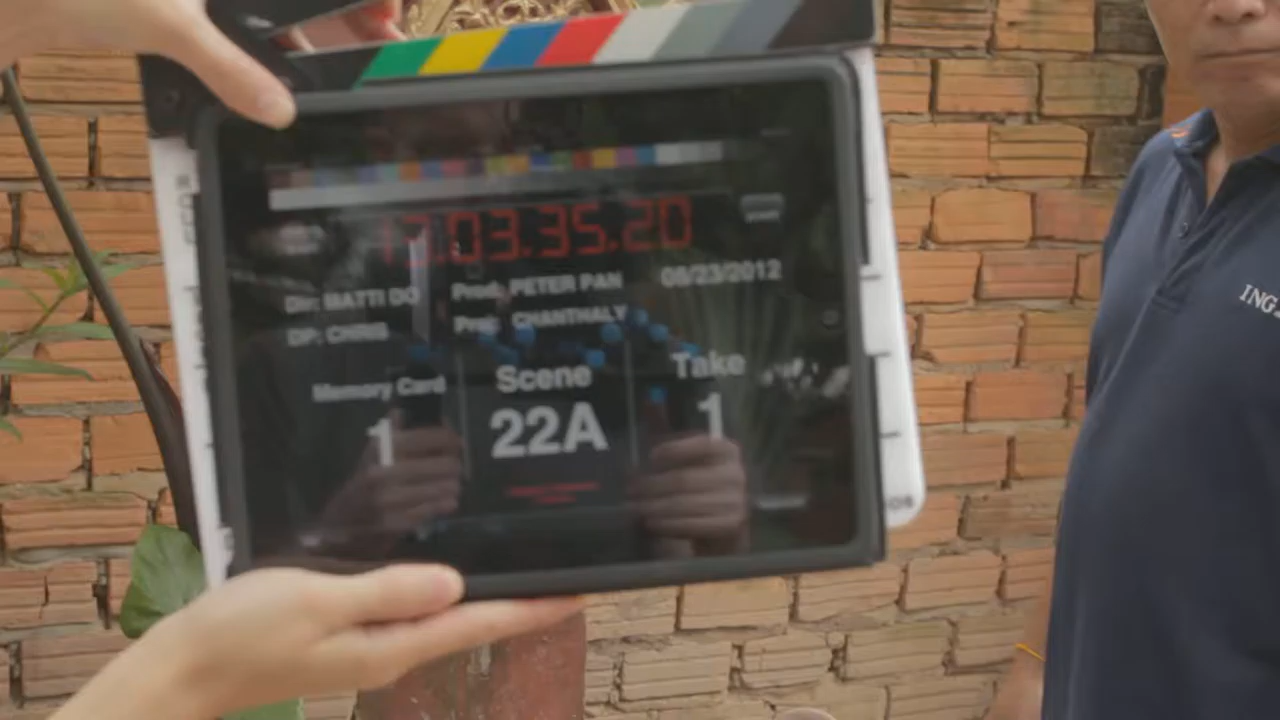 17.03.35.20
Dir: MATTI DO
Prod: PETER PAN
08/23/2012
DP: CHRIS
CHANTHALY
Memory Card
Scene
Take
1
22A
1
ING